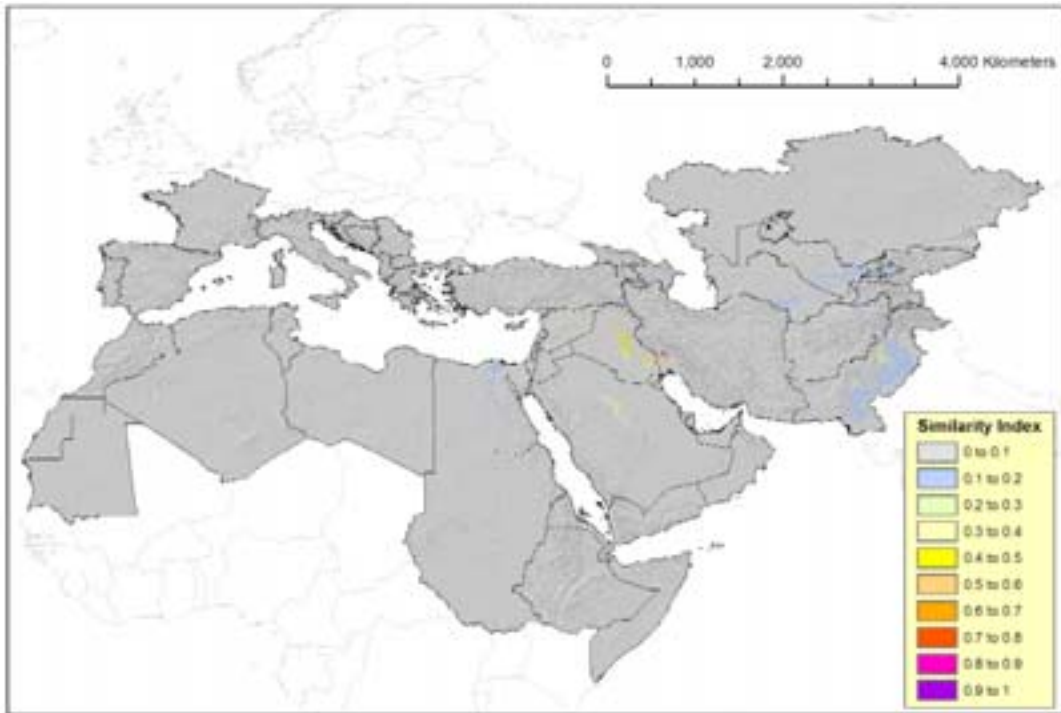 0 1,000 2,000 4,000 Kilometers
Similarity Index
0 to 0.1
0.1 to 0.2
0.2 to 0.3
0.3 to 0.4
0.4 to 0.5
0.5 to 0.6
0.6 to 0.7
0.7 to 0.8
0.8 to 0.9
0.9 to 1